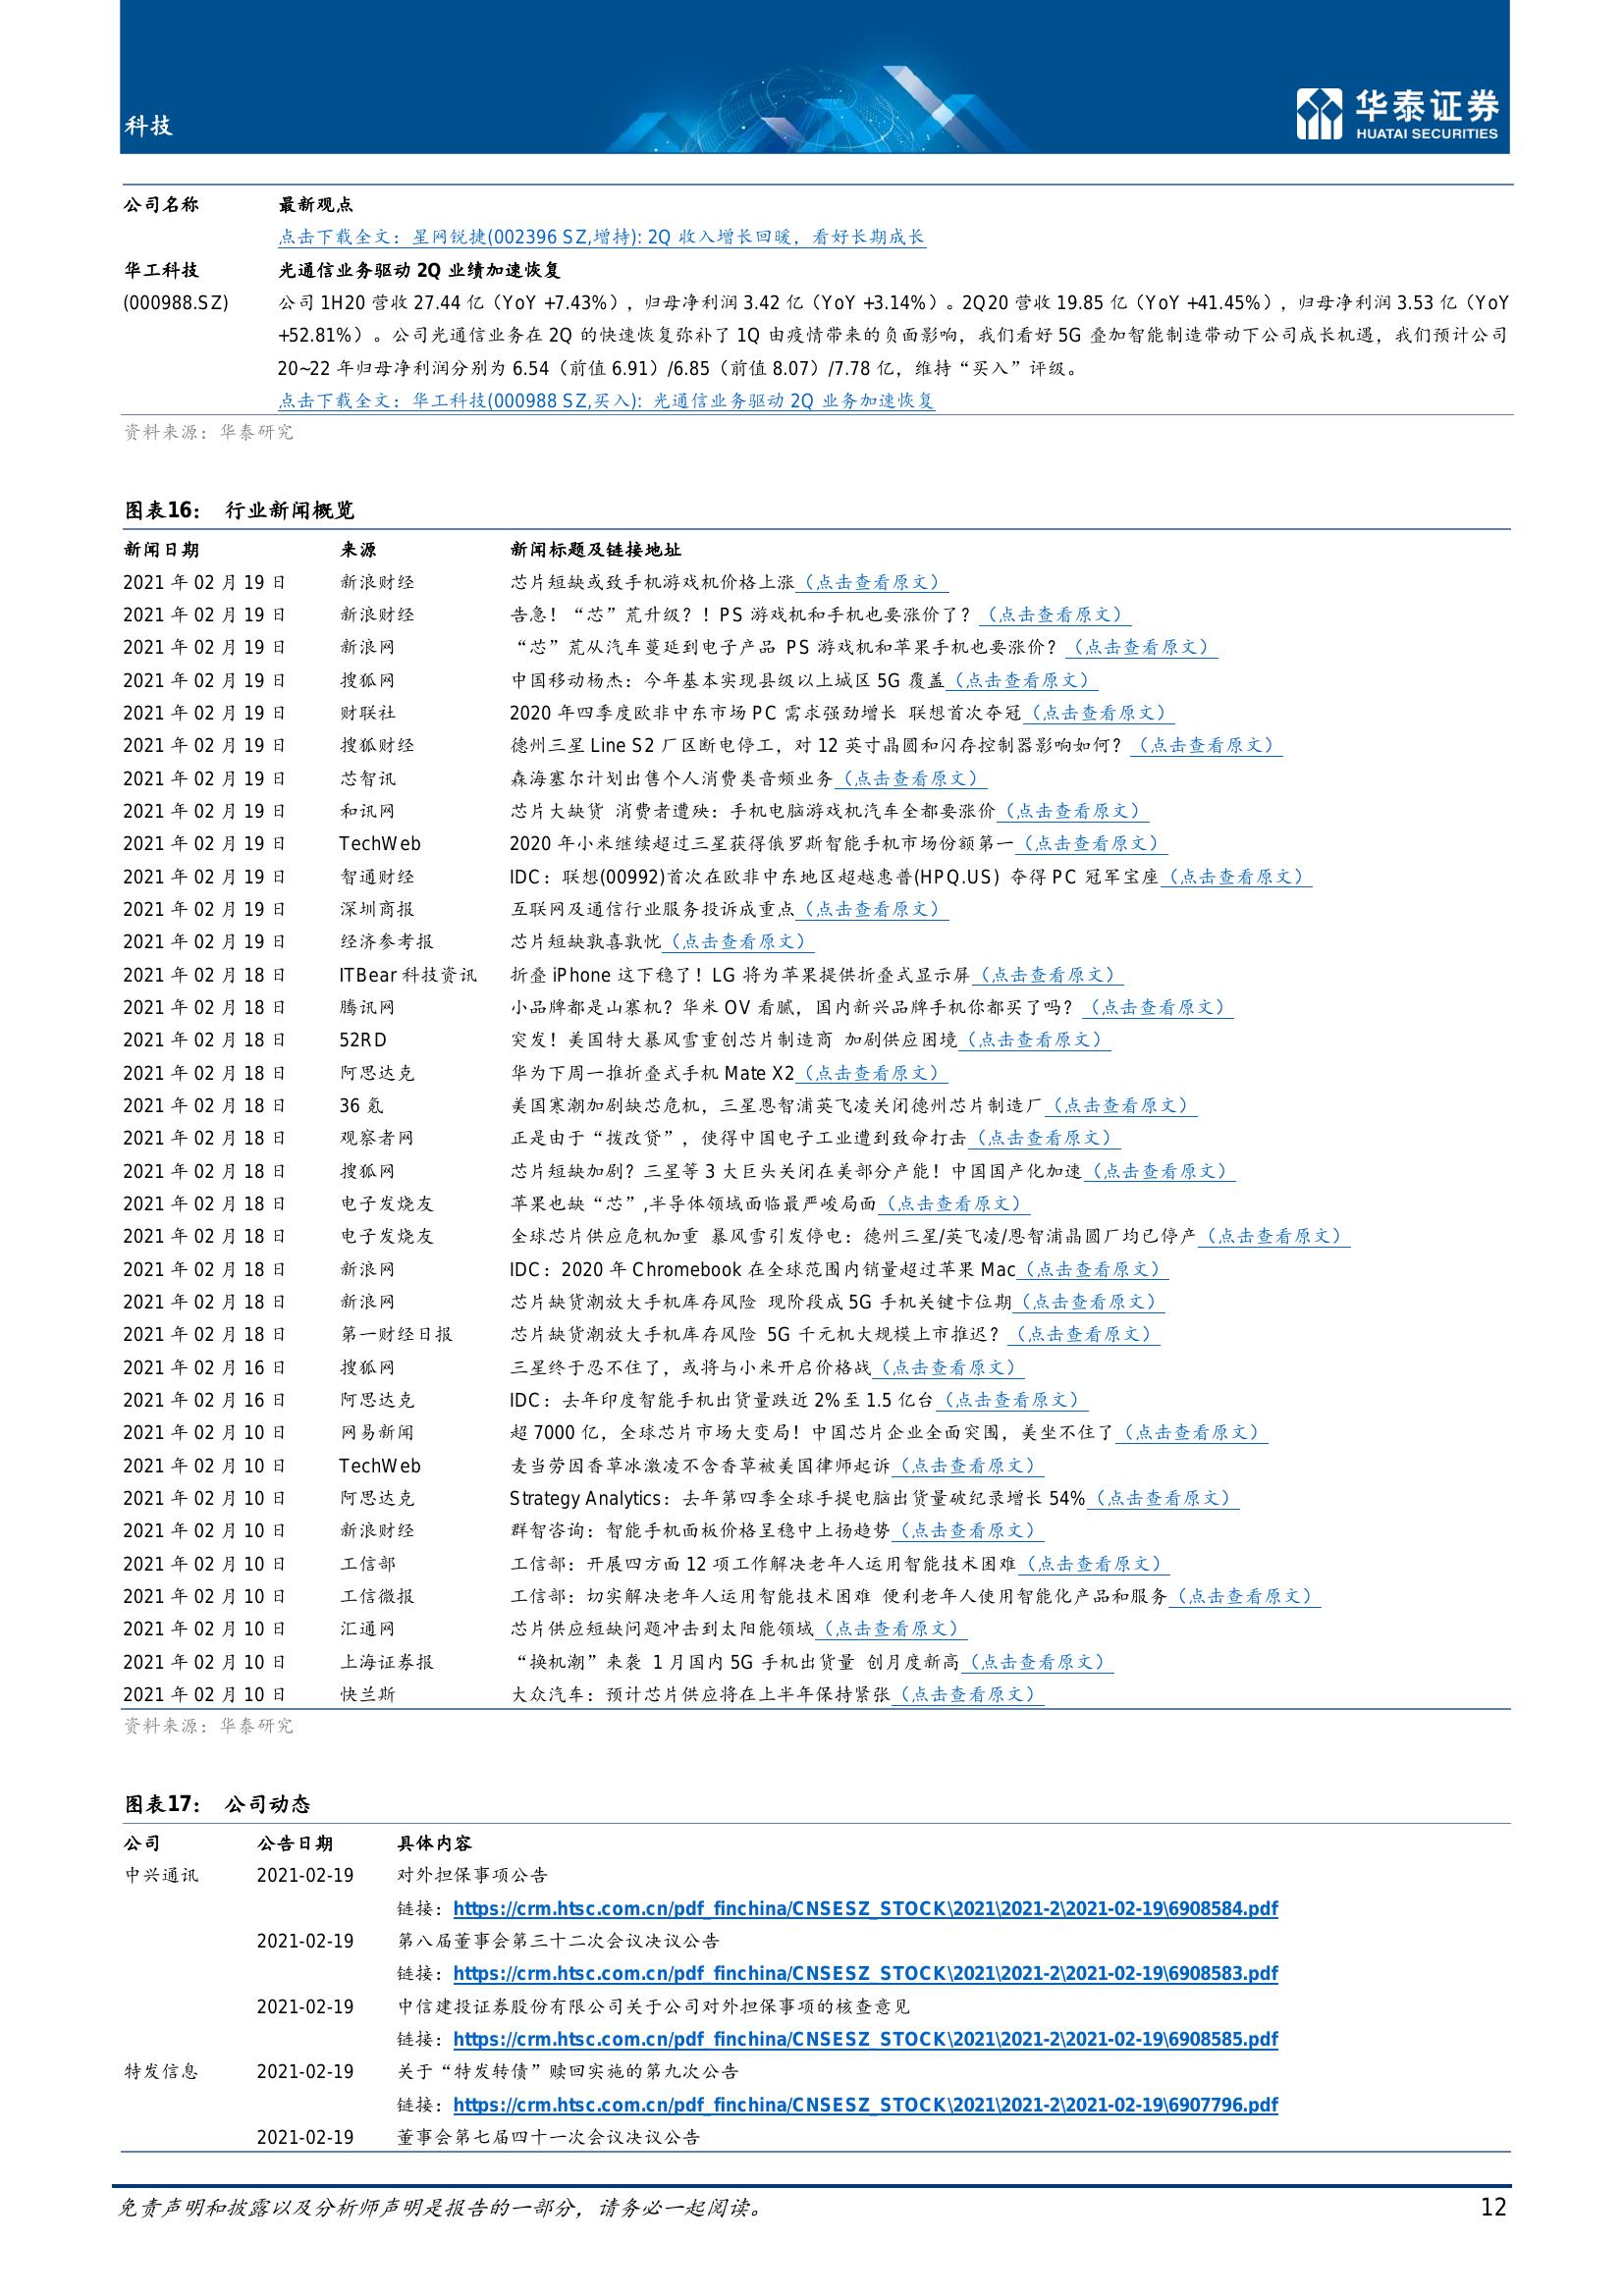 科技
华泰证券
HUATAI SECURITIES
公司名称 最新观点
点击下载全文：星网锐捷(002396 SZ,增持): 2Q 收入增长回暖，看好长期成长
华工科技 光通信业务驱动 2Q 业绩加速恢复
(000988.SZ) 公司 1H20 营收 27.44 亿（YoY +7.43%），归母净利润 3.42 亿（YoY +3.14%）。2Q20 营收 19.85 亿（YoY +41.45%），归母净利润 3.53 亿（YoY
+52.81%）。公司光通信业务在 2Q 的快速恢复弥补了 1Q 由疫情带来的负面影响，我们看好 5G 叠加智能制造带动下公司成长机遇，我们预计公司
20~22 年归母净利润分别为 6.54（前值 6.91）/6.85（前值 8.07）/7.78 亿，维持“买入”评级。
点击下载全文：华工科技(000988 SZ,买入): 光通信业务驱动 2Q 业务加速恢复
资料来源：华泰研究
图表16： 行业新闻概览
新闻日期 来源 新闻标题及链接地址
2021 年 02 月 19 日 新浪财经 芯片短缺或致手机游戏机价格上涨（点击查看原文）
2021 年 02 月 19 日 新浪财经 告急！“芯”荒升级？！PS 游戏机和手机也要涨价了？（点击查看原文）
2021 年 02 月 19 日 新浪网 “芯”荒从汽车蔓延到电子产品 PS 游戏机和苹果手机也要涨价？（点击查看原文）
2021 年 02 月 19 日 搜狐网 中国移动杨杰：今年基本实现县级以上城区 5G 覆盖（点击查看原文）
2021 年 02 月 19 日 财联社 2020 年四季度欧非中东市场 PC 需求强劲增长 联想首次夺冠（点击查看原文）
2021 年 02 月 19 日 搜狐财经 德州三星 Line S2 厂区断电停工，对 12 英寸晶圆和闪存控制器影响如何？（点击查看原文）
2021 年 02 月 19 日 芯智讯 森海塞尔计划出售个人消费类音频业务（点击查看原文）
2021 年 02 月 19 日 和讯网 芯片大缺货 消费者遭殃：手机电脑游戏机汽车全都要涨价（点击查看原文）
2021 年 02 月 19 日 TechWeb 2020 年小米继续超过三星获得俄罗斯智能手机市场份额第一（点击查看原文）
2021 年 02 月 19 日 智通财经 IDC：联想(00992)首次在欧非中东地区超越惠普(HPQ.US) 夺得 PC 冠军宝座（点击查看原文）
2021 年 02 月 19 日 深圳商报 互联网及通信行业服务投诉成重点（点击查看原文）
2021 年 02 月 19 日 经济参考报 芯片短缺孰喜孰忧（点击查看原文）
2021 年 02 月 18 日 ITBear 科技资讯 折叠 iPhone 这下稳了！LG 将为苹果提供折叠式显示屏（点击查看原文）
2021 年 02 月 18 日 腾讯网 小品牌都是山寨机？华米 OV 看腻，国内新兴品牌手机你都买了吗？（点击查看原文）
2021 年 02 月 18 日 52RD 突发！美国特大暴风雪重创芯片制造商 加剧供应困境（点击查看原文）
2021 年 02 月 18 日 阿思达克 华为下周一推折叠式手机 Mate X2（点击查看原文）
2021 年 02 月 18 日 36 氪 美国寒潮加剧缺芯危机，三星恩智浦英飞凌关闭德州芯片制造厂（点击查看原文）
2021 年 02 月 18 日 观察者网 正是由于“拨改贷”，使得中国电子工业遭到致命打击（点击查看原文）
2021 年 02 月 18 日 搜狐网 芯片短缺加剧？三星等 3 大巨头关闭在美部分产能！中国国产化加速（点击查看原文）
2021 年 02 月 18 日 电子发烧友 苹果也缺“芯”,半导体领域面临最严峻局面（点击查看原文）
2021 年 02 月 18 日 电子发烧友 全球芯片供应危机加重 暴风雪引发停电：德州三星/英飞凌/恩智浦晶圆厂均已停产（点击查看原文）
2021 年 02 月 18 日 新浪网 IDC：2020 年 Chromebook 在全球范围内销量超过苹果 Mac（点击查看原文）
2021 年 02 月 18 日 新浪网 芯片缺货潮放大手机库存风险 现阶段成 5G 手机关键卡位期（点击查看原文）
2021 年 02 月 18 日 第一财经日报 芯片缺货潮放大手机库存风险 5G 千元机大规模上市推迟？（点击查看原文）
2021 年 02 月 16 日 搜狐网 三星终于忍不住了，或将与小米开启价格战（点击查看原文）
2021 年 02 月 16 日 阿思达克 IDC：去年印度智能手机出货量跌近 2%至 1.5 亿台（点击查看原文）
2021 年 02 月 10 日 网易新闻 超 7000 亿，全球芯片市场大变局！中国芯片企业全面突围，美坐不住了（点击查看原文）
2021 年 02 月 10 日 TechWeb 麦当劳因香草冰激凌不含香草被美国律师起诉（点击查看原文）
2021 年 02 月 10 日 阿思达克 Strategy Analytics：去年第四季全球手提电脑出货量破纪录增长 54%（点击查看原文）
2021 年 02 月 10 日 新浪财经 群智咨询：智能手机面板价格呈稳中上扬趋势（点击查看原文）
2021 年 02 月 10 日 工信部 工信部：开展四方面 12 项工作解决老年人运用智能技术困难（点击查看原文）
2021 年 02 月 10 日 工信微报 工信部：切实解决老年人运用智能技术困难 便利老年人使用智能化产品和服务（点击查看原文）
2021 年 02 月 10 日 汇通网 芯片供应短缺问题冲击到太阳能领域（点击查看原文）
2021 年 02 月 10 日 上海证券报 “换机潮”来袭 1 月国内 5G 手机出货量 创月度新高（点击查看原文）
2021 年 02 月 10 日 快兰斯 大众汽车：预计芯片供应将在上半年保持紧张（点击查看原文）
资料来源：华泰研究
图表17： 公司动态
公司 公告日期 具体内容
中兴通讯 2021-02-19 对外担保事项公告
链接：https://crm.htsc.com.cn/pdf_finchina/CNSESZ_STOCK\2021\2021-2\2021-02-19\6908584.pdf
2021-02-19 第八届董事会第三十二次会议决议公告
链接：https://crm.htsc.com.cn/pdf_finchina/CNSESZ_STOCK\2021\2021-2\2021-02-19\6908583.pdf
2021-02-19 中信建投证券股份有限公司关于公司对外担保事项的核查意见
链接：https://crm.htsc.com.cn/pdf_finchina/CNSESZ_STOCK\2021\2021-2\2021-02-19\6908585.pdf
特发信息 2021-02-19 关于“特发转债”赎回实施的第九次公告
链接：https://crm.htsc.com.cn/pdf_finchina/CNSESZ_STOCK\2021\2021-2\2021-02-19\6907796.pdf
2021-02-19 董事会第七届四十一次会议决议公告
免责声明和披露以及分析师声明是报告的一部分，请务必一起阅读。 12